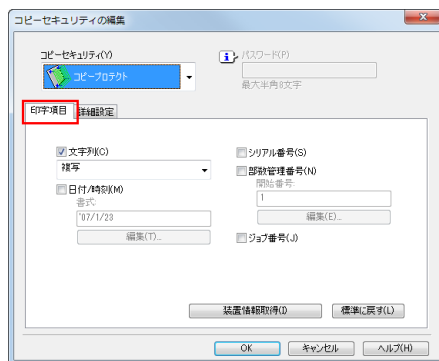 コピーセキュリティの編集
コピーセキュリティ(Y)
コピープロテクト
パスワード(P)
最大半角8文字
印字項目
詳細設定
文字列(C)
複写
日付/時刻(M)
書式:
'07/1/23
編集(T)...
シリアル番号(S)
部数管理番号(N)
開始番号:
1
編集(E)...
ジョブ番号(J)
装置情報取得(I)
標準に戻す(L)
OK
キャンセル
ヘルプ(H)